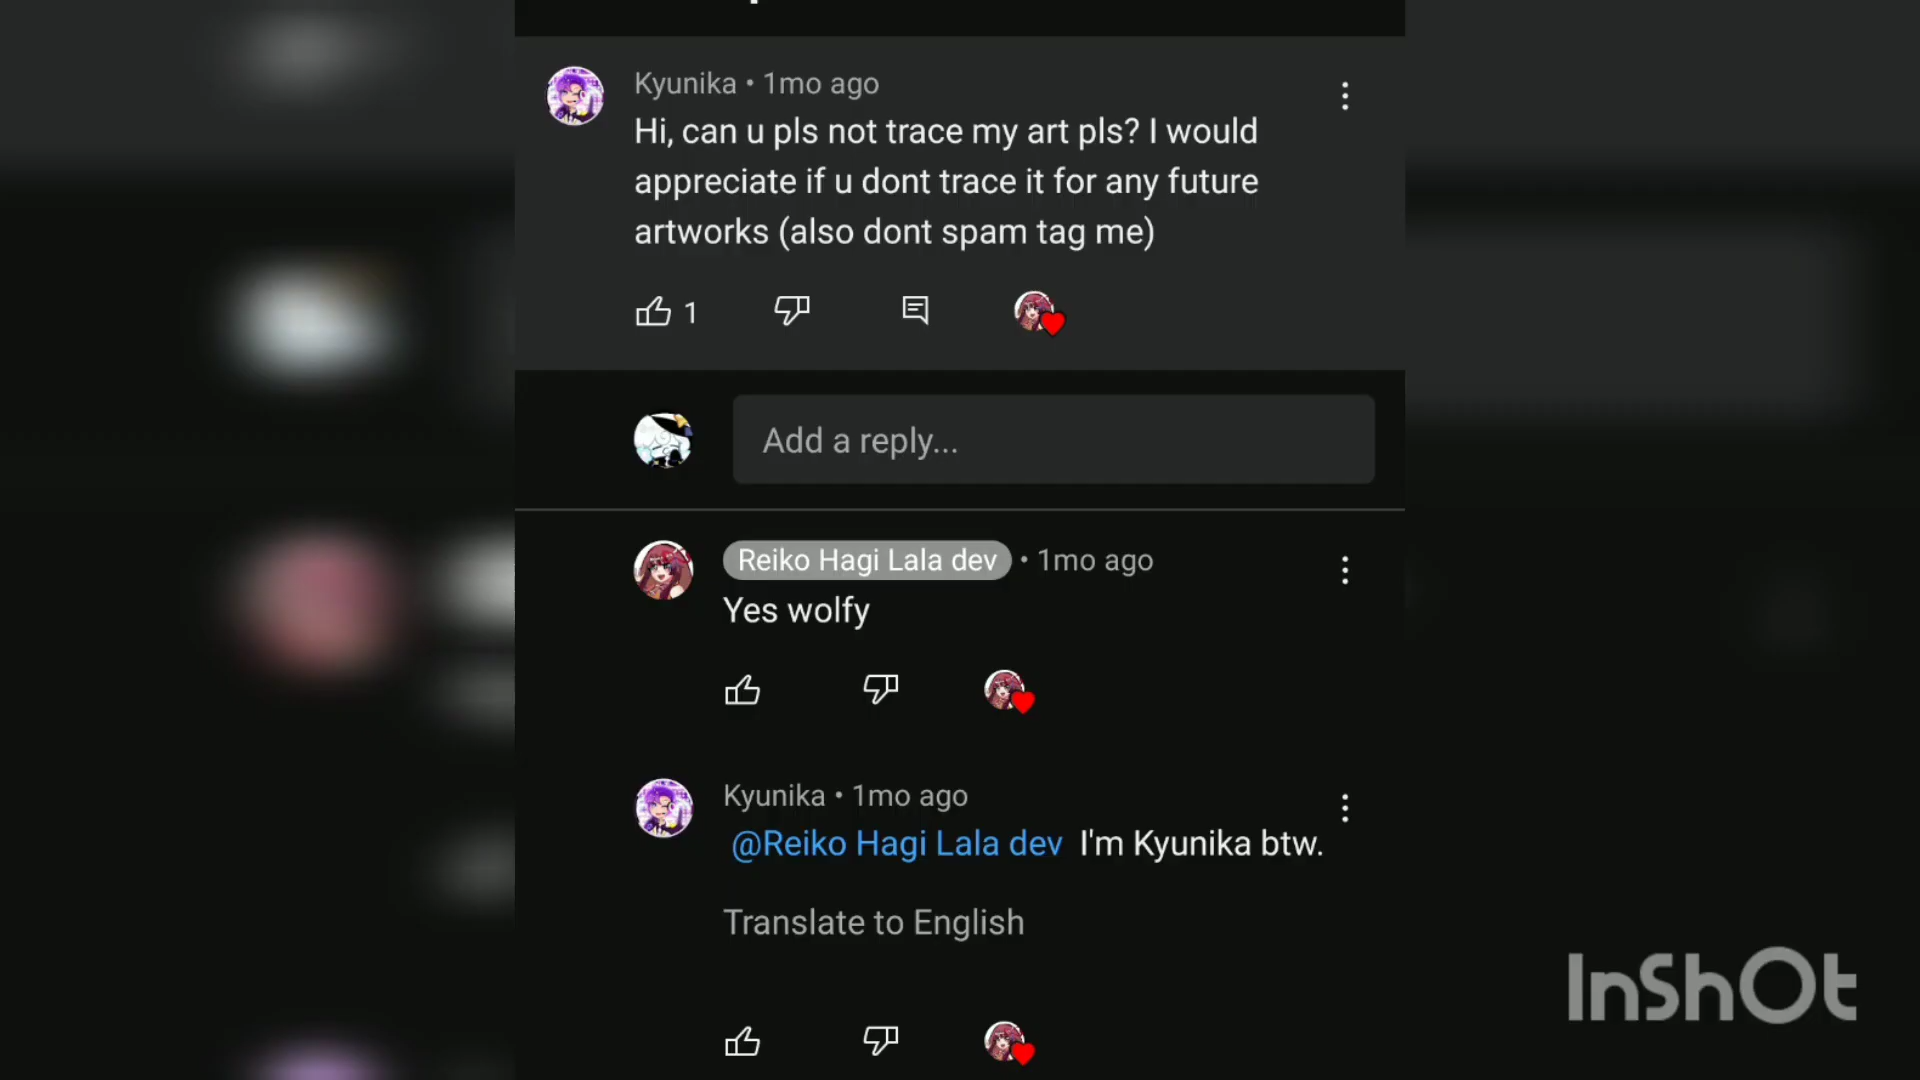 Kyunika • 1mo ago
Hi, can u pls not trace my art pls? I would
appreciate if u dont trace it for any future
artworks (also dont spam tag me)
1
Add a reply...
Reiko Hagi Lala dev • 1mo ago
Yes wolfy
Kyunika • 1mo ago
@Reiko Hagi Lala dev I'm Kyunika btw.
Translate to English
InShOt